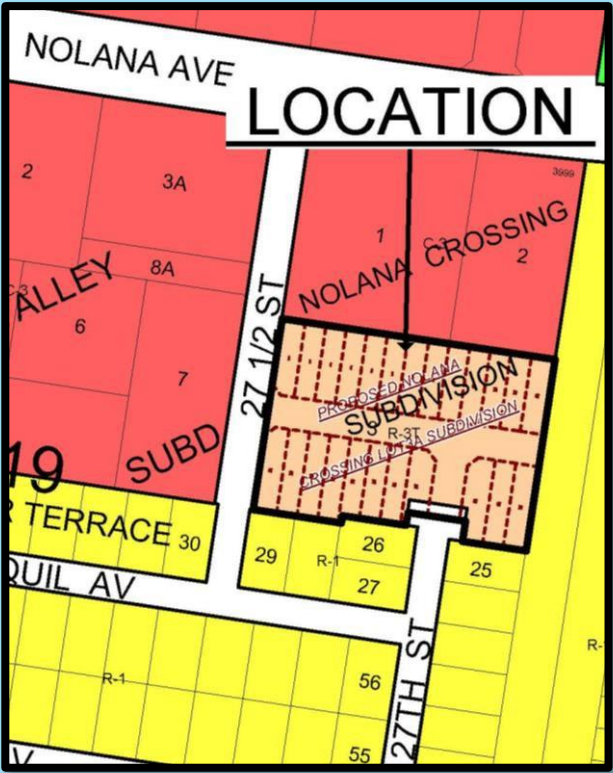 NOLANA AVE
LOCATION
2
3A
3999
1
C-3
CROSSING
2
NOLANA
8A
C-3
ALLEY
6
7
27 1/2 ST
PROPOSED NOLANA
SUBDIVISION
R-3T
CROSSING LOT 3A SUBDIVISION
SUBD
19
R TERRACE
30
29
R-1
26
27
25
QUIL AV
R-1
56
27TH ST
R-
55
V